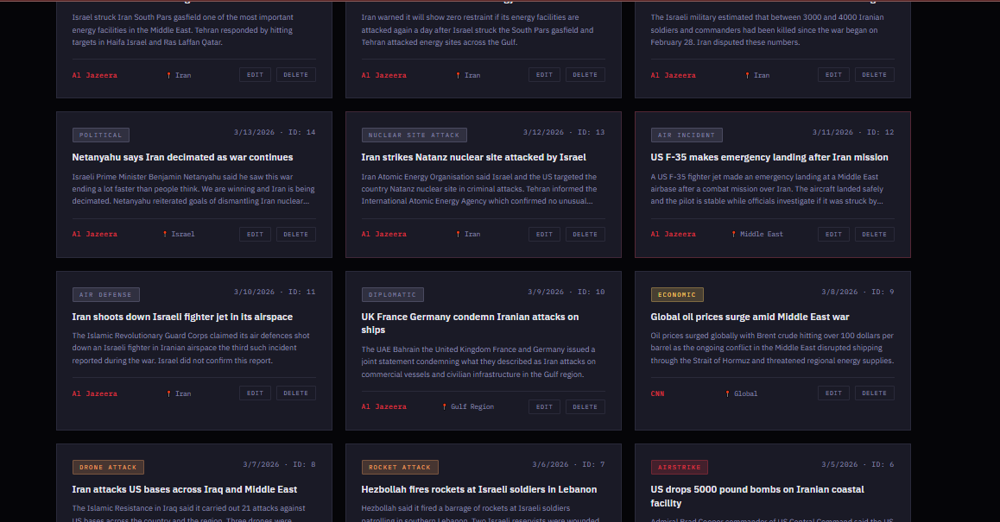 Israel struck Iran South Pars gasfield one of the most important
energy facilities in the Middle East. Tehran responded by hitting
targets in Haifa Israel and Ras Laffan Qatar.
Al Jazeera
Iran
EDIT
DELETE
Iran warned it will show zero restraint if its energy facilities are
attacked again a day after Israel struck the South Pars gasfield and
Tehran attacked energy sites across the Gulf.
Al Jazeera
Iran
EDIT
DELETE
The Israeli military estimated that between 3000 and 4000 Iranian
soldiers and commanders had been killed since the war began on
February 28. Iran disputed these numbers.
Al Jazeera
Iran
EDIT
DELETE
POLITICAL
3/13/2026 · ID: 14
Netanyahu says Iran decimated as war continues
Israeli Prime Minister Benjamin Netanyahu said he saw this war
ending a lot faster than people think. We are winning and Iran is being
decimated. Netanyahu reiterated goals of dismantling Iran nuclear...
Al Jazeera
Israel
EDIT
DELETE
NUCLEAR SITE ATTACK
3/12/2026 · ID: 13
Iran strikes Natanz nuclear site attacked by Israel
Iran Atomic Energy Organisation said Israel and the US targeted the
country Natanz nuclear site in criminal attacks. Tehran informed the
International Atomic Energy Agency which confirmed no unusual...
Al Jazeera
Iran
EDIT
DELETE
AIR INCIDENT
3/11/2026 · ID: 12
US F-35 makes emergency landing after Iran mission
A US F-35 fighter jet made an emergency landing at a Middle East
airbase after a combat mission over Iran. The aircraft landed safely
and the pilot is stable while officials investigate if it was struck by...
Al Jazeera
Middle East
EDIT
DELETE
AIR DEFENSE
3/10/2026 · ID: 11
Iran shoots down Israeli fighter jet in its airspace
The Islamic Revolutionary Guard Corps claimed its air defences shot
down an Israeli fighter in Iranian airspace the third such incident
reported during the war. Israel did not confirm this report.
Al Jazeera
Iran
EDIT
DELETE
DIPLOMATIC
3/9/2026 · ID: 10
UK France Germany condemn Iranian attacks on
ships
The UAE Bahrain the United Kingdom France and Germany issued a
joint statement condemning what they described as Iran attacks on
commercial vessels and civilian infrastructure in the Gulf region.
Al Jazeera
Gulf Region
EDIT
DELETE
ECONOMIC
3/8/2026 · ID: 9
Global oil prices surge amid Middle East war
Oil prices surged globally with Brent crude hitting over 100 dollars per
barrel as the ongoing conflict in the Middle East disrupted shipping
through the Strait of Hormuz and threatened regional energy supplies.
CNN
Global
EDIT
DELETE
DRONE ATTACK
3/7/2026 · ID: 8
Iran attacks US bases across Iraq and Middle East
The Islamic Resistance in Iraq said it carried out 21 attacks against
US bases across the country and the region. Three drones were
ROCKET ATTACK
3/6/2026 · ID: 7
Hezbollah fires rockets at Israeli soldiers in Lebanon
Hezbollah said it fired a barrage of rockets at Israeli soldiers
patrolling in southern Lebanon. Two Israeli reservists were wounded
AIRSTRIKE
3/5/2026 · ID: 6
US drops 5000 pound bombs on Iranian coastal
facility
Admiral Brad Cooper commander of US Central Command said the US